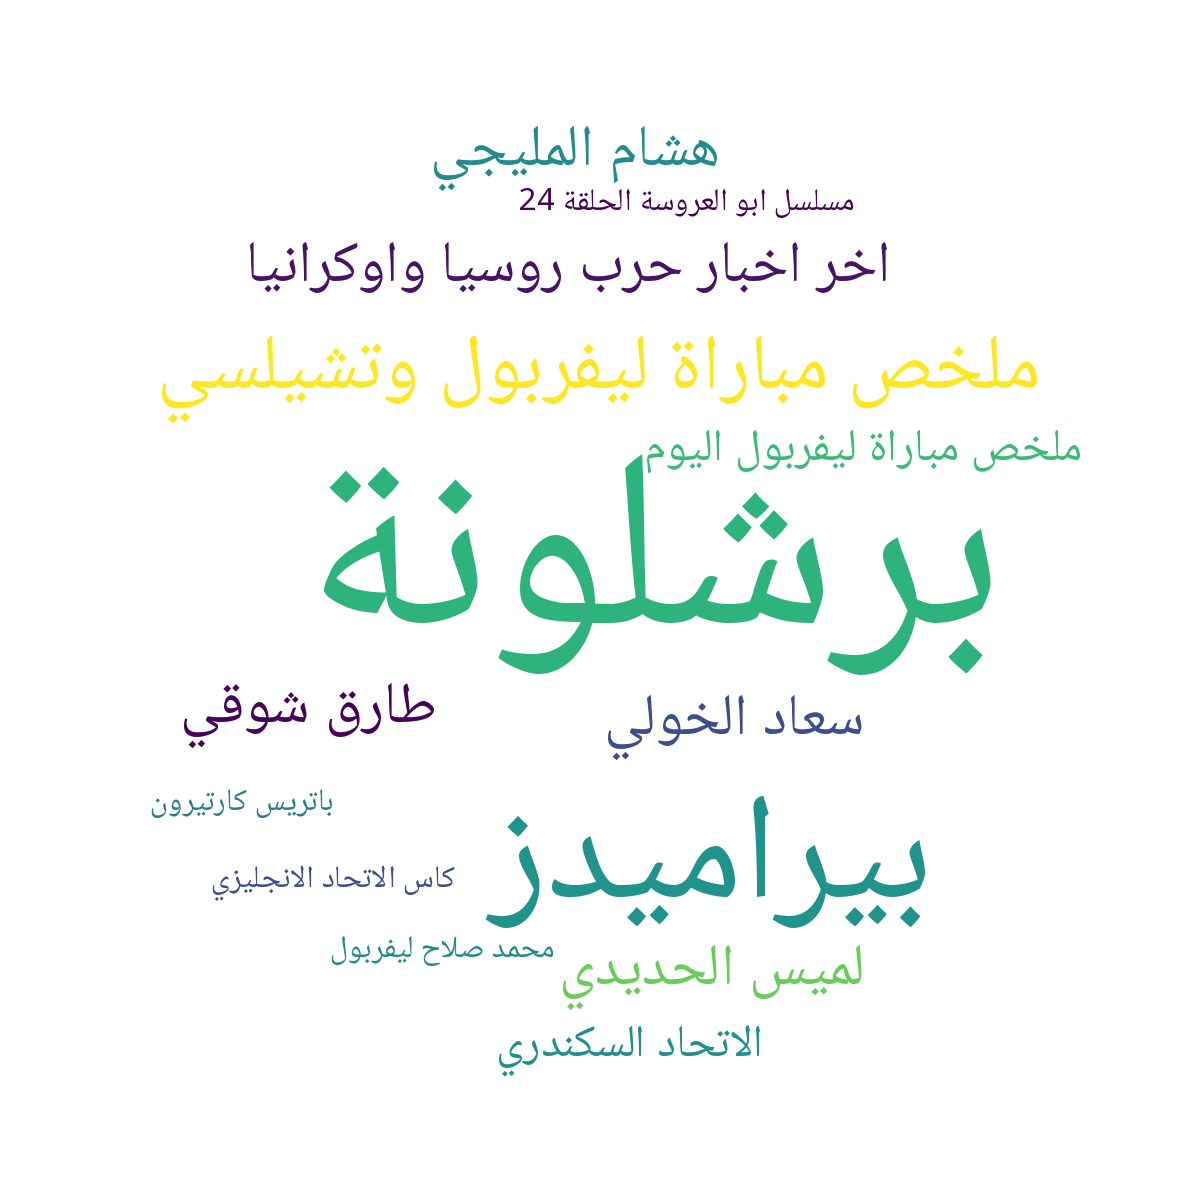 هشام المليجي
مسلسل ابو العروسة الحلقة 24
اخر اخبار حرب روسيا واوكرانيا
ملخص مباراة ليفربول وتشيلسي
ملخص مباراة ليفربول اليوم
برشلونة
سعاد الخولي
طارق شوقي
بيراميدز
باتريس كارتيرون
كاس الاتحاد الانجليزي
محمد صلاح ليفربول
لميس الحديدي
الاتحاد السكندري